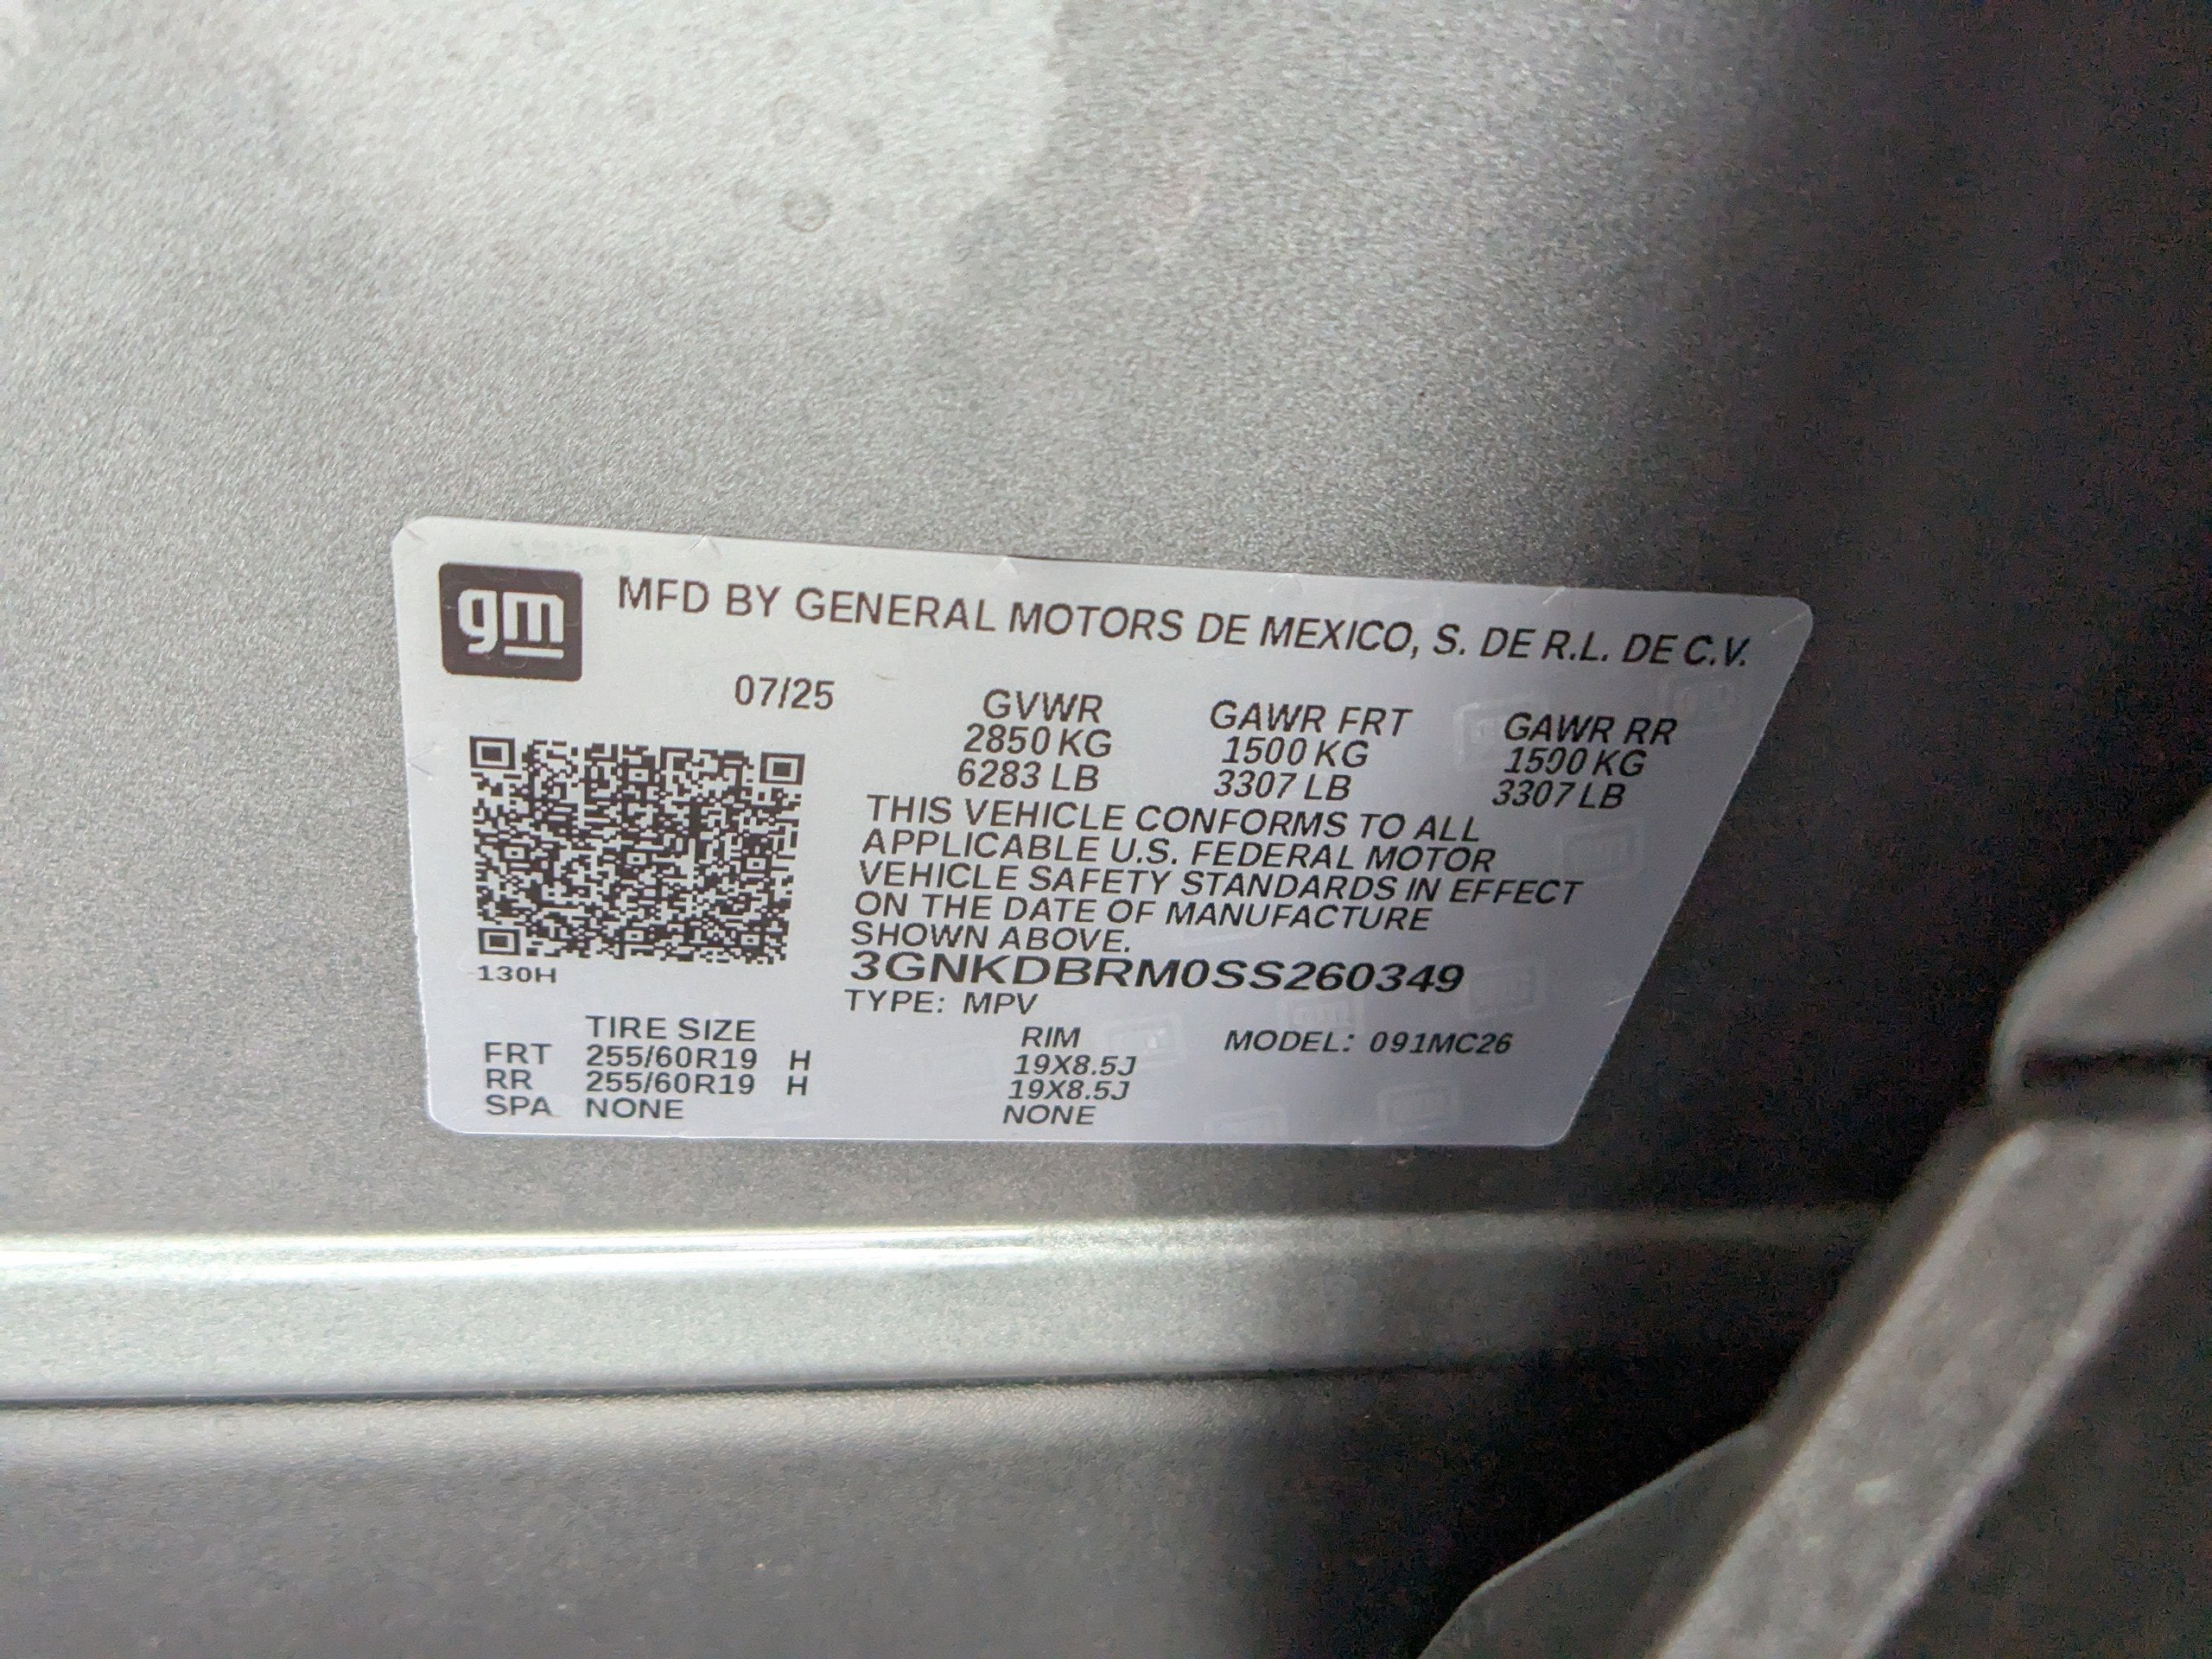 gm MFD BY GENERAL MOTORS DE MEXICO, S. DE R.L. DE C.V.
07/25
GVWR GAWR FRT GAWR RR
2850 KG 1500 KG 1500 KG
6283 LB 3307 LB 3307 LB
THIS VEHICLE CONFORMS TO ALL
APPLICABLE U.S. FEDERAL MOTOR
VEHICLE SAFETY STANDARDS IN EFFECT
ON THE DATE OF MANUFACTURE
SHOWN ABOVE.
130H
3GNKDBRM0SS260349
TYPE: MPV
TIRE SIZE RIM MODEL: 091MC26
FRT 255/60R19 H 19X8.5J
RR 255/60R19 H 19X8.5J
SPA NONE NONE